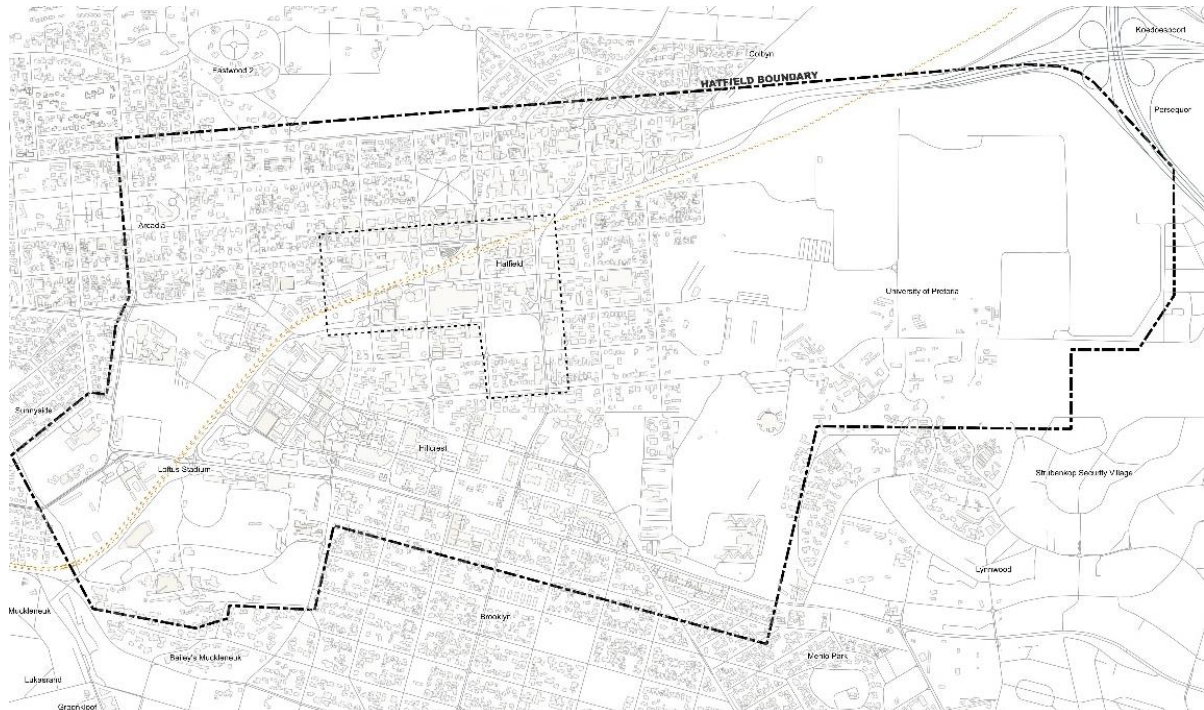 Koedoespoort
Colbyn
Eastwood 2
HATFIELD BOUNDARY
Persequor
Arcadia
Hatfield
University of Pretoria
Sunnyside
Hillcrest
Loftus Stadium
Strubenkop Security Village
Lynnwood
Muckleneuk
Brooklyn
Menlo Park
Bailey's Muckleneuk
Lukasrand
Groenkloof